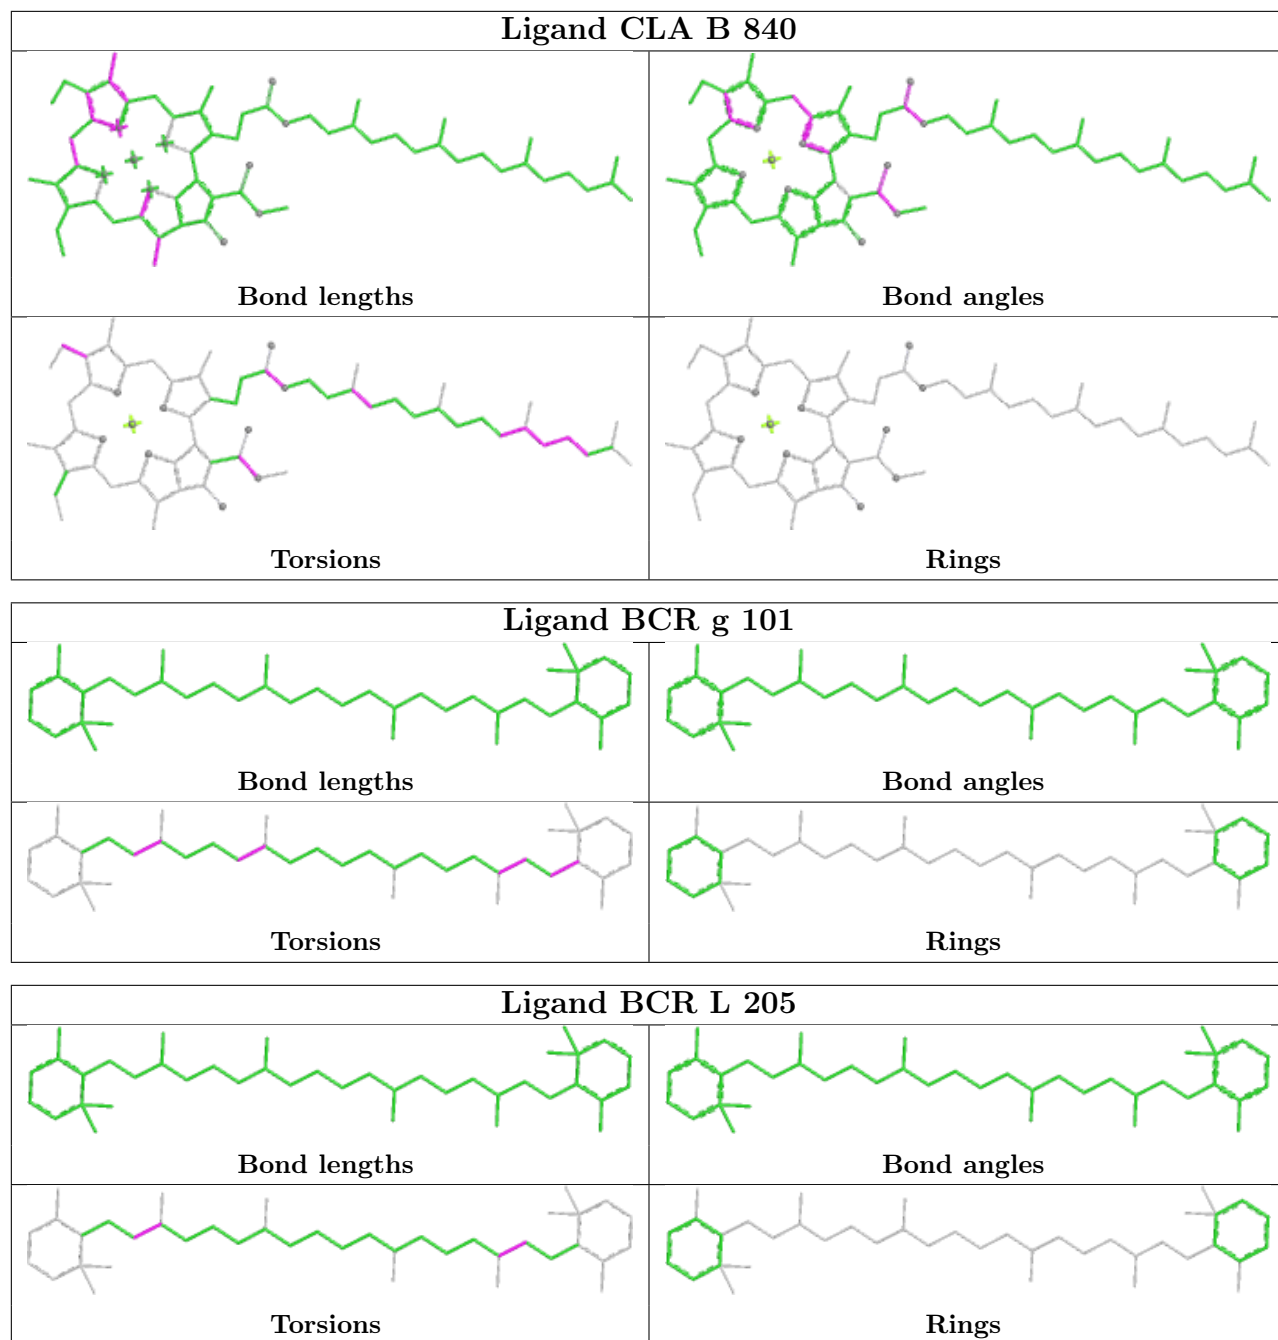 Ligand CLA B 840
Bond lengths
Bond angles
Torsions
Rings
Ligand BCR g 101
Bond lengths
Bond angles
Torsions
Rings
Ligand BCR L 205
Bond lengths
Bond angles
Torsions
Rings